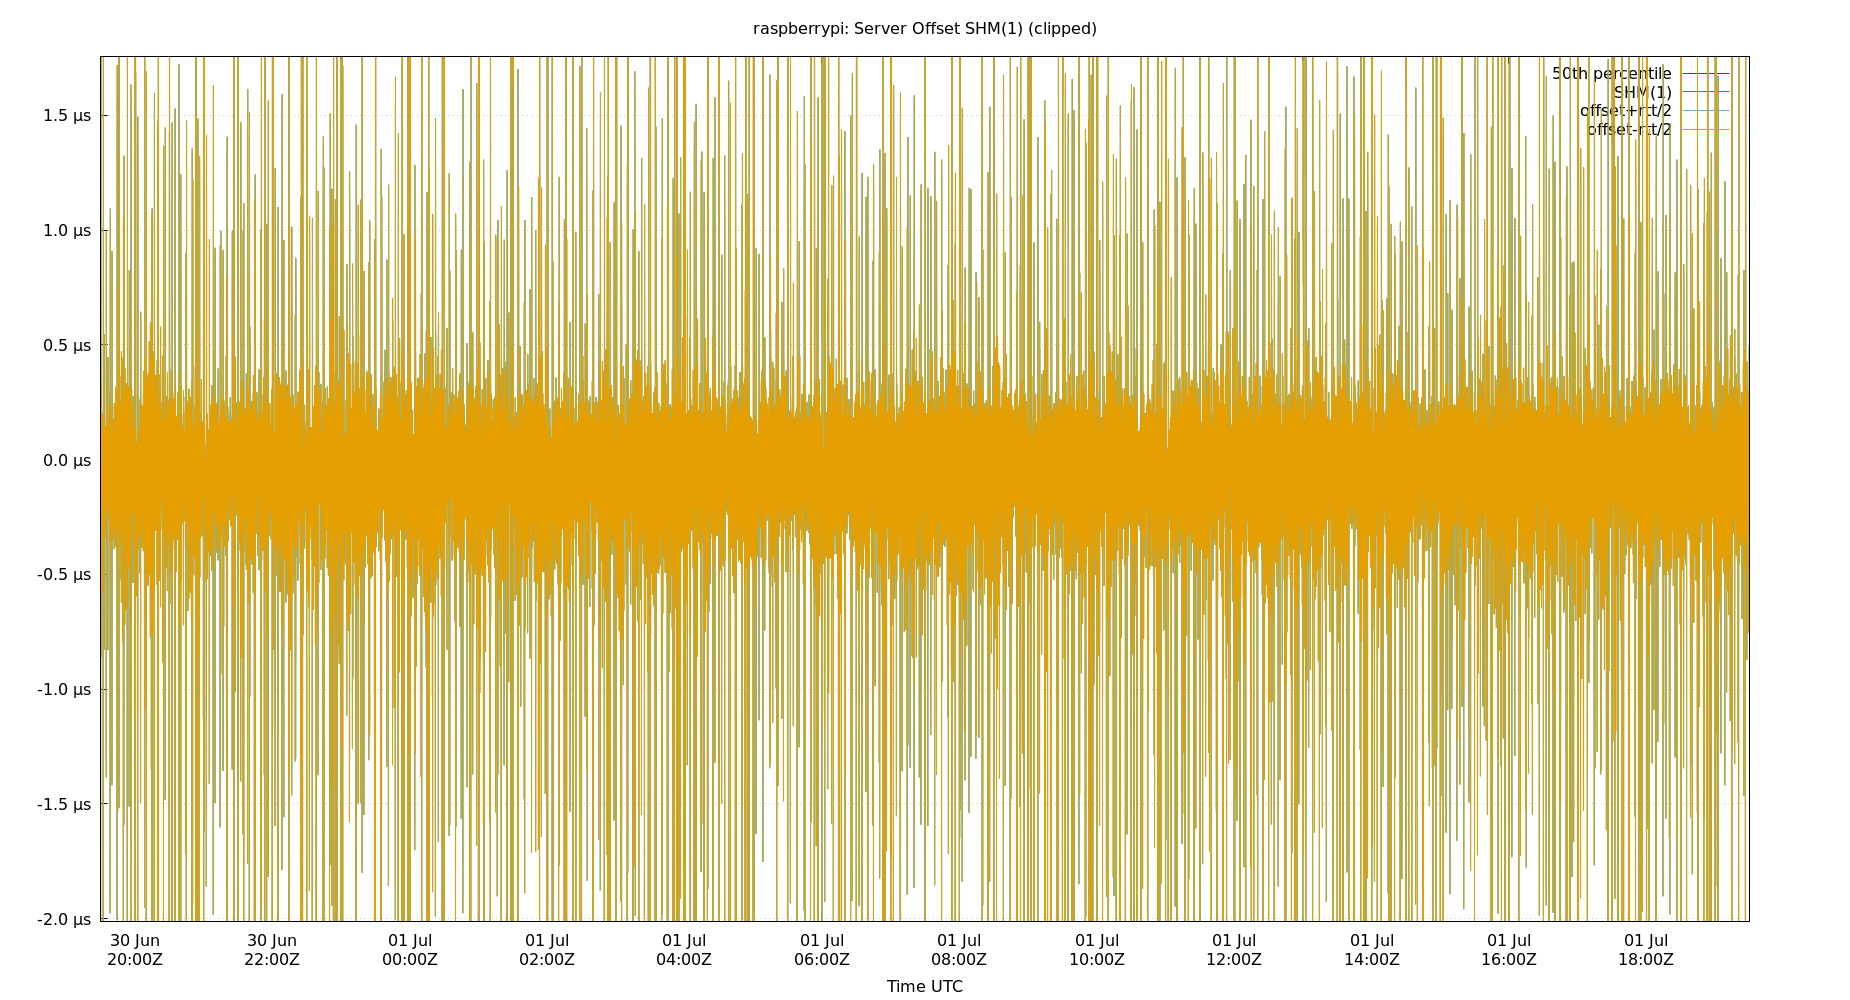 raspberrypi: Server Offset SHM(1) (clipped)
50th percentile
SHM(1)
offset+rtt/2
offset-rtt/2
1.5 µs
1.0 µs
0.5 µs
0.0 µs
-0.5 µs
-1.0 µs
-1.5 µs
-2.0 µs
30 Jun 30 Jun 01 Jul 01 Jul 01 Jul 01 Jul 01 Jul 01 Jul 01 Jul 01 Jul 01 Jul 01 Jul
20:00Z 22:00Z 00:00Z 02:00Z 04:00Z 06:00Z 08:00Z 10:00Z 12:00Z 14:00Z 16:00Z 18:00Z
Time UTC